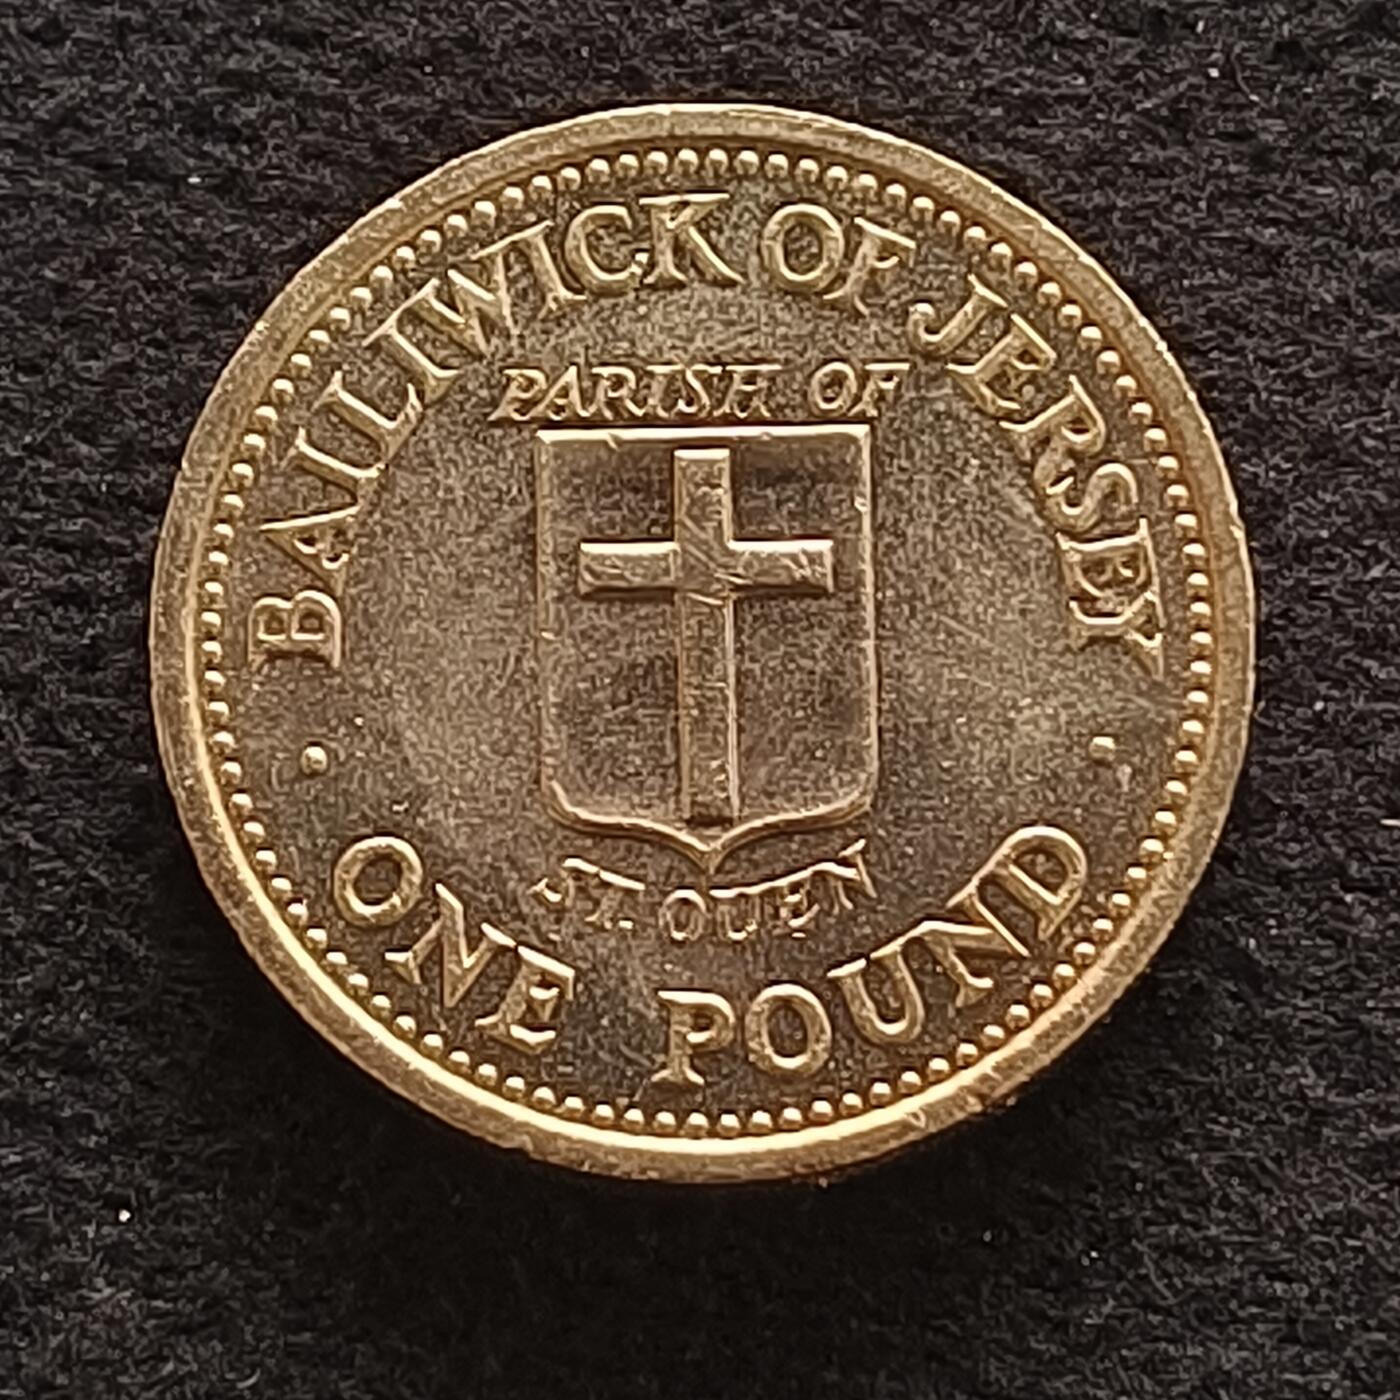 BAILIWICK OF JERSEY
PARISH OF
ST. OUEN
ONE POUND